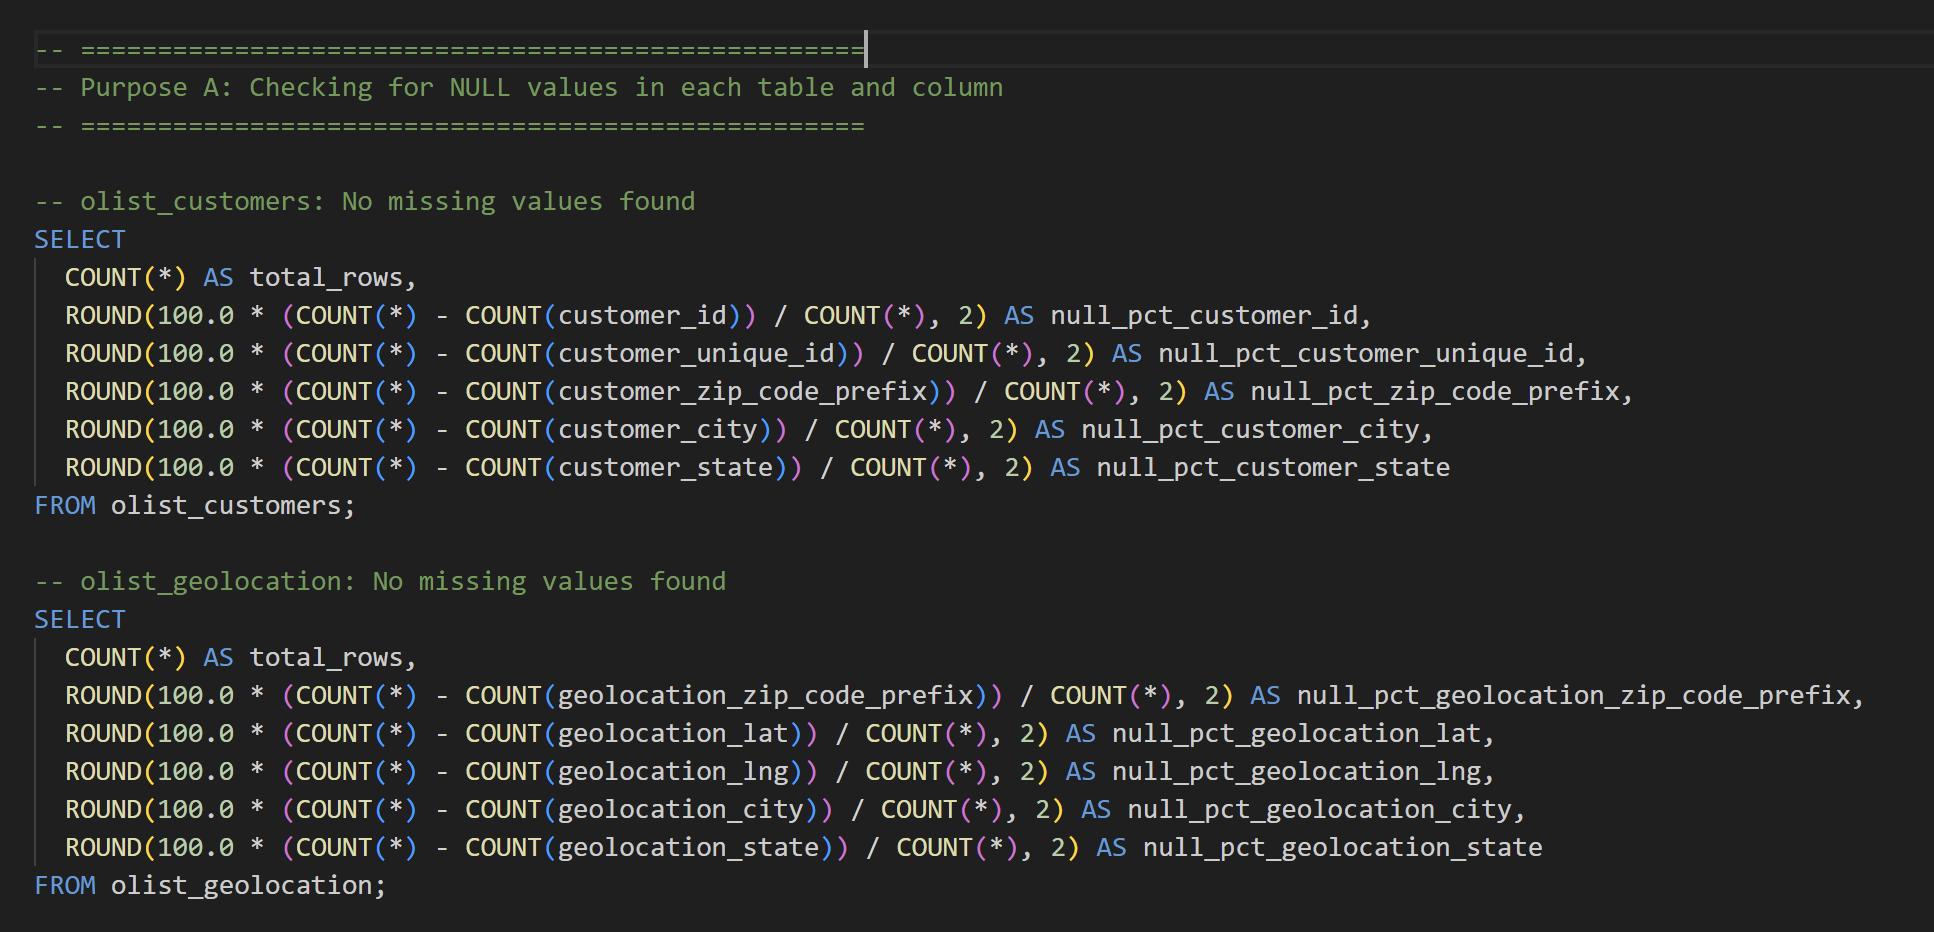 -- ===================================================
-- Purpose A: Checking for NULL values in each table and column
-- ===================================================
-- olist_customers: No missing values found
SELECT
  COUNT(*) AS total_rows,
  ROUND(100.0 * (COUNT(*) - COUNT(customer_id)) / COUNT(*), 2) AS null_pct_customer_id,
  ROUND(100.0 * (COUNT(*) - COUNT(customer_unique_id)) / COUNT(*), 2) AS null_pct_customer_unique_id,
  ROUND(100.0 * (COUNT(*) - COUNT(customer_zip_code_prefix)) / COUNT(*), 2) AS null_pct_zip_code_prefix,
  ROUND(100.0 * (COUNT(*) - COUNT(customer_city)) / COUNT(*), 2) AS null_pct_customer_city,
  ROUND(100.0 * (COUNT(*) - COUNT(customer_state)) / COUNT(*), 2) AS null_pct_customer_state
FROM olist_customers;
-- olist_geolocation: No missing values found
SELECT
  COUNT(*) AS total_rows,
  ROUND(100.0 * (COUNT(*) - COUNT(geolocation_zip_code_prefix)) / COUNT(*), 2) AS null_pct_geolocation_zip_code_prefix,
  ROUND(100.0 * (COUNT(*) - COUNT(geolocation_lat)) / COUNT(*), 2) AS null_pct_geolocation_lat,
  ROUND(100.0 * (COUNT(*) - COUNT(geolocation_lng)) / COUNT(*), 2) AS null_pct_geolocation_lng,
  ROUND(100.0 * (COUNT(*) - COUNT(geolocation_city)) / COUNT(*), 2) AS null_pct_geolocation_city,
  ROUND(100.0 * (COUNT(*) - COUNT(geolocation_state)) / COUNT(*), 2) AS null_pct_geolocation_state
FROM olist_geolocation;